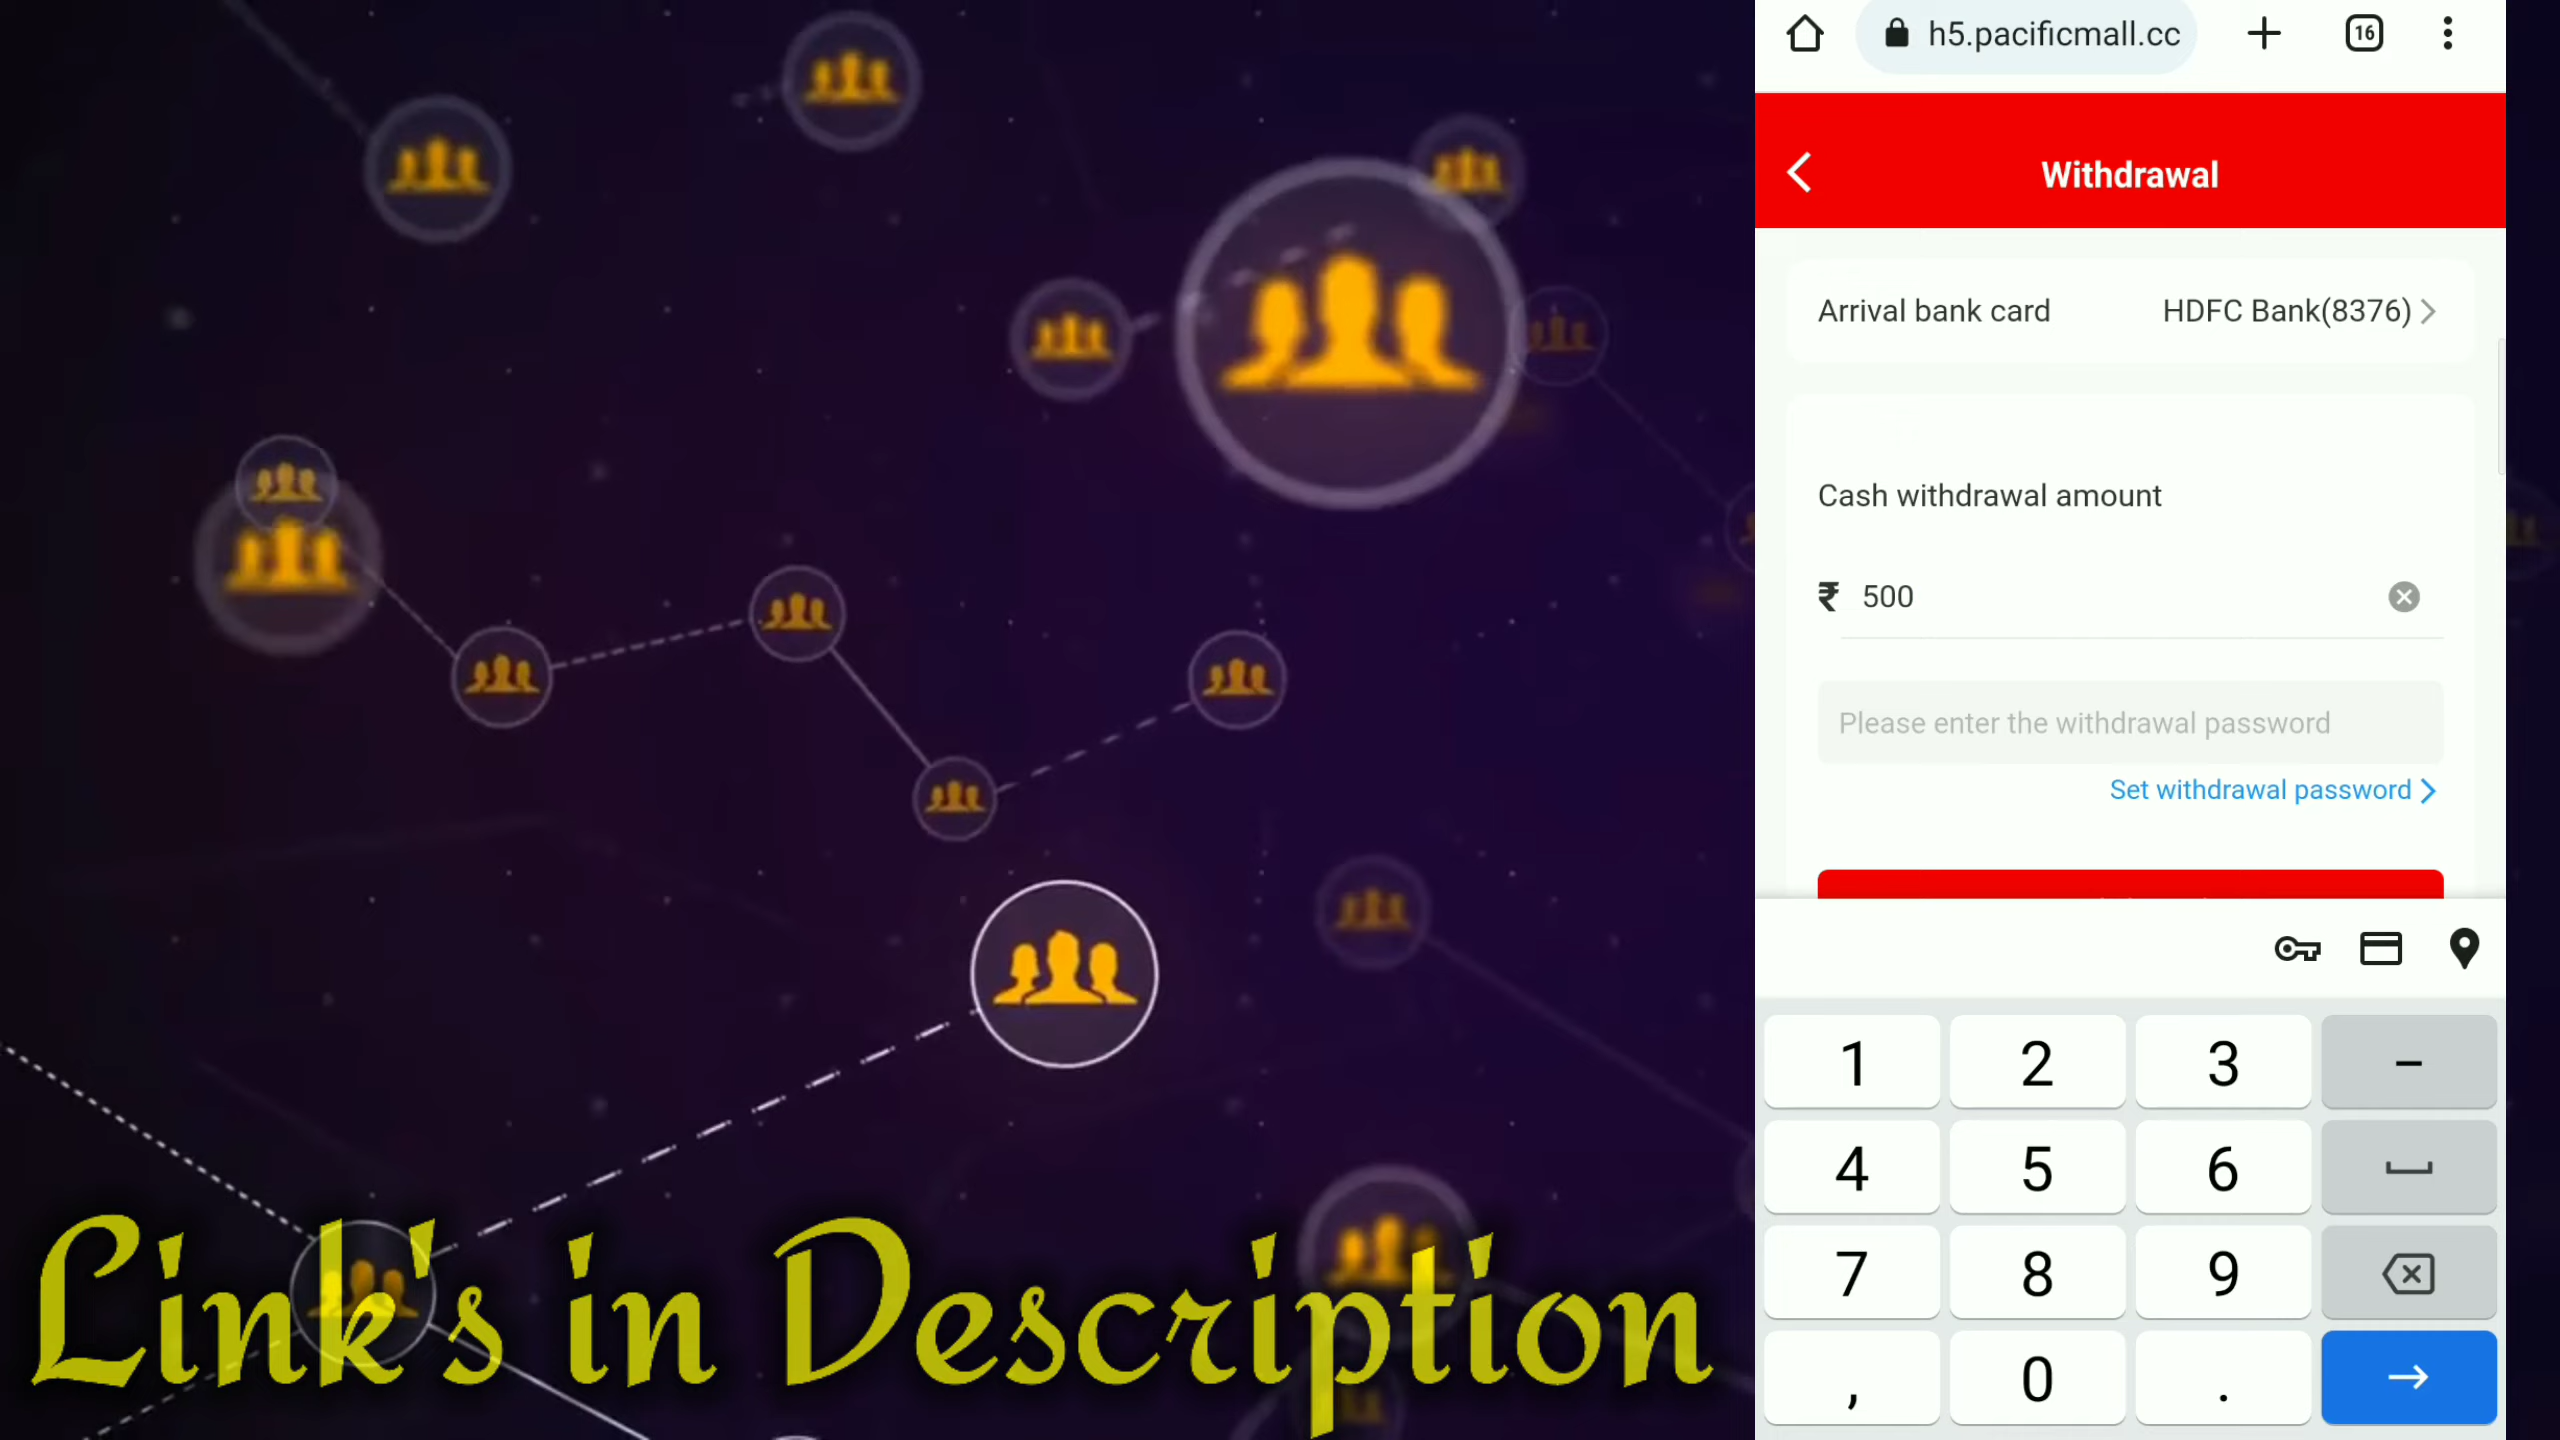 Link's in Description
h5.pacificmall.cc
16
Withdrawal
Arrival bank card HDFC Bank(8376)
Cash withdrawal amount
₹ 500
Please enter the withdrawal password
Set withdrawal password
1 2 3 –
4 5 6
7 8 9
, 0 .